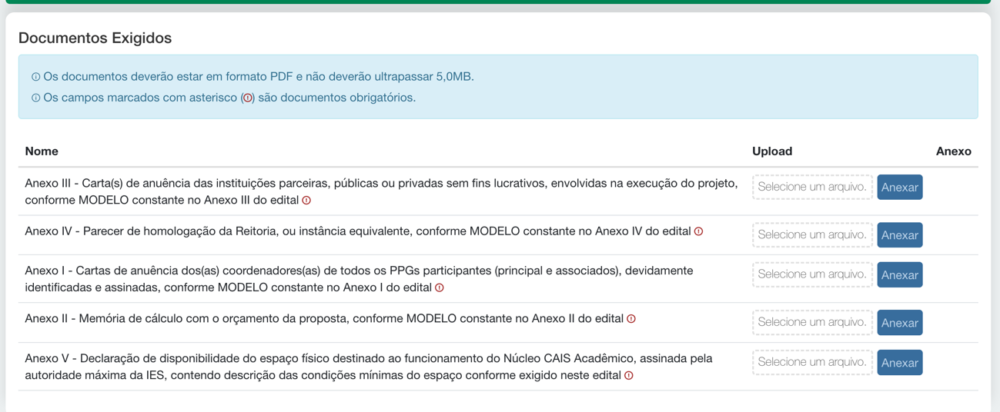 Documentos Exigidos
Os documentos deverão estar em formato PDF e não deverão ultrapassar 5,0MB.
Os campos marcados com asterisco () são documentos obrigatórios.
Nome Upload Anexo
Anexo III - Carta(s) de anuência das instituições parceiras, públicas ou privadas sem fins lucrativos, envolvidas na execução do projeto,
conforme MODELO constante no Anexo III do edital
Selecione um arquivo. Anexar
Anexo IV - Parecer de homologação da Reitoria, ou instância equivalente, conforme MODELO constante no Anexo IV do edital
Selecione um arquivo. Anexar
Anexo I - Cartas de anuência dos(as) coordenadores(as) de todos os PPGs participantes (principal e associados), devidamente
identificadas e assinadas, conforme MODELO constante no Anexo I do edital
Selecione um arquivo. Anexar
Anexo II - Memória de cálculo com o orçamento da proposta, conforme MODELO constante no Anexo II do edital
Selecione um arquivo. Anexar
Anexo V - Declaração de disponibilidade do espaço físico destinado ao funcionamento do Núcleo CAIS Acadêmico, assinada pela
autoridade máxima da IES, contendo descrição das condições mínimas do espaço conforme exigido neste edital
Selecione um arquivo. Anexar